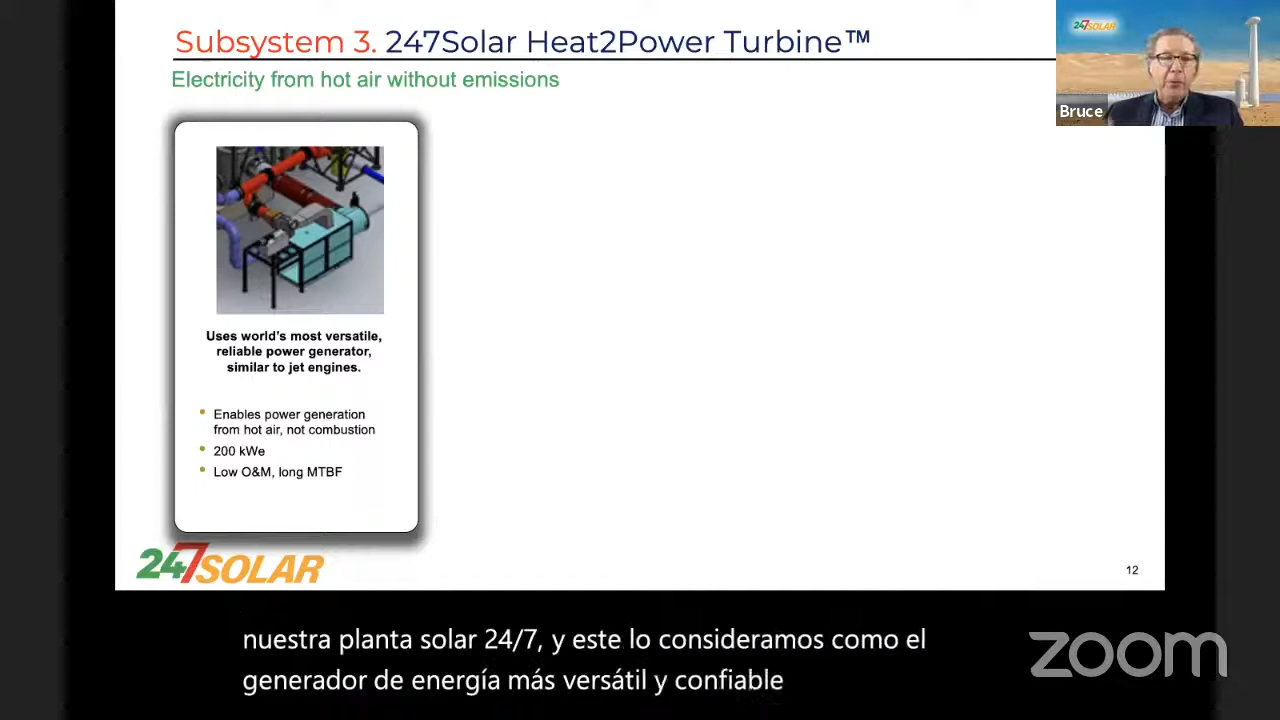 Subsystem 3. 247Solar Heat2Power Turbine™
Electricity from hot air without emissions
247SOLAR
Bruce
Uses world's most versatile,
reliable power generator,
similar to jet engines.
• Enables power generation
from hot air, not combustion
• 200 kWe
• Low O&M, long MTBF
247SOLAR
12
nuestra planta solar 24/7, y este lo consideramos como el
generador de energía más versátil y confiable
zoom